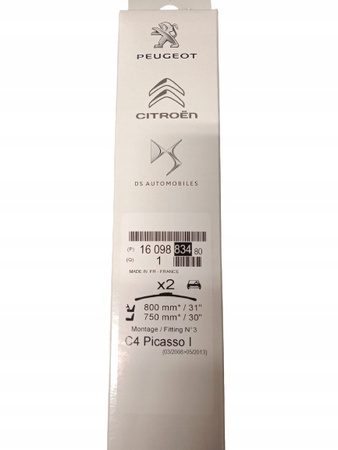 PEUGEOT
CITROËN
DS AUTOMOBILES
(P) 16 098 834 80
(Q) 1
MADE IN FR - FRANCE
x2
800 mm* / 31"
750 mm* / 30"
Montage / Fitting N°3
C4 Picasso I
(03/2008>05/2013)